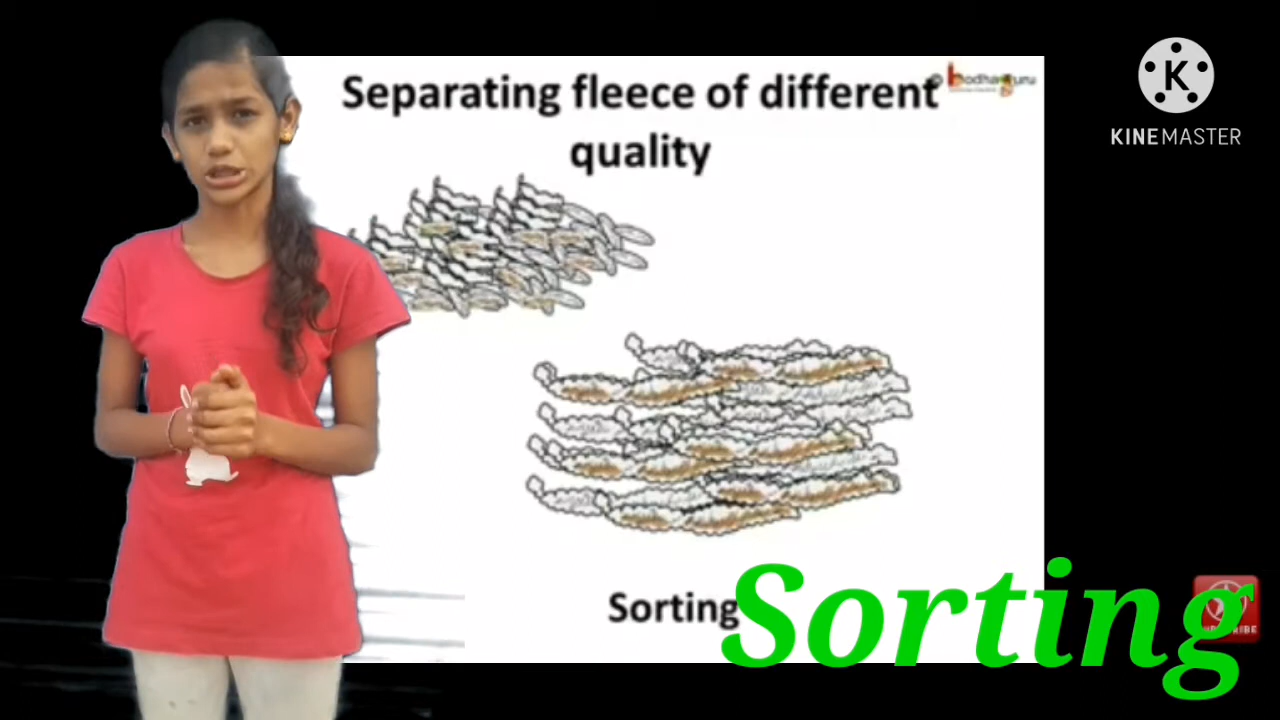 Separating fleece of different
quality
KINEMASTER
Sorting
Sorting